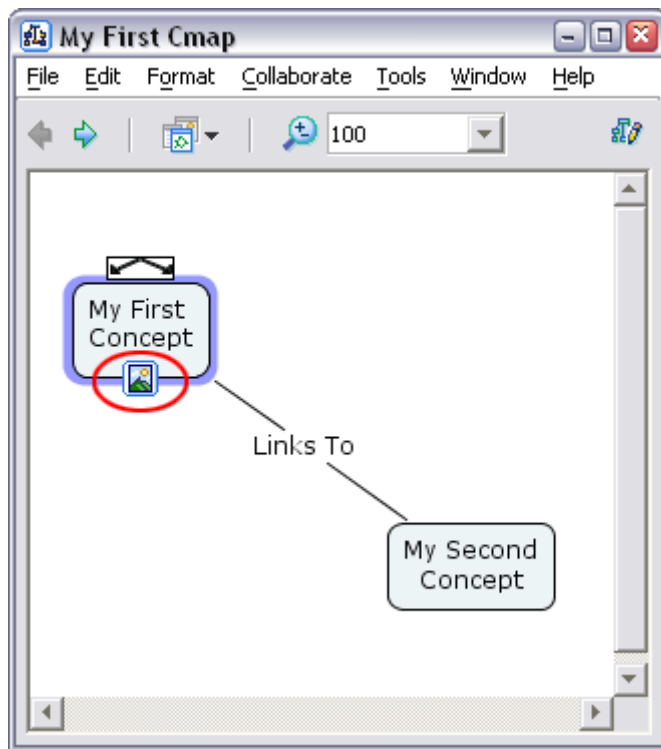 My First Cmap
File Edit Format Collaborate Tools Window Help
100
My First
Concept
Links To
My Second
Concept